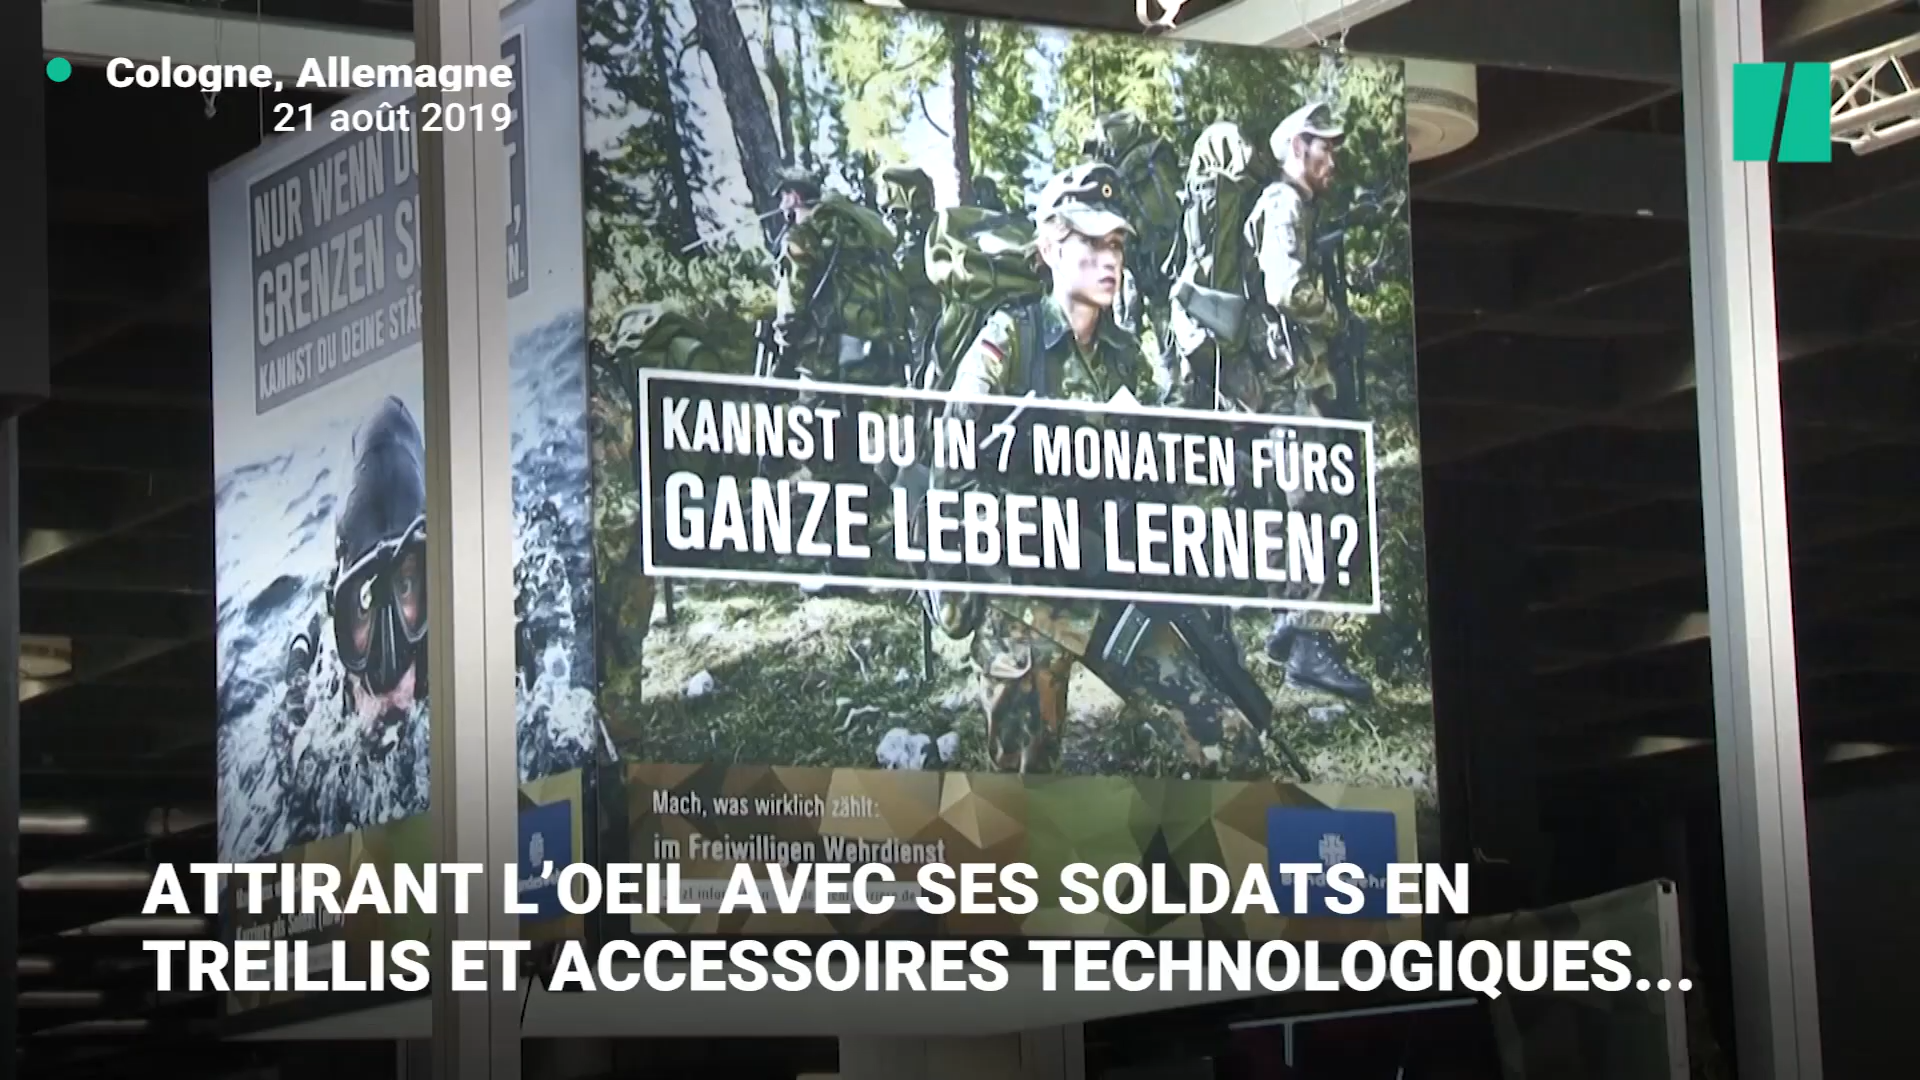 Cologne, Allemagne
21 août 2019
NUR WENN DU
GRENZEN
KANNST DU DEINE
KANNST DU IN 7 MONATEN FÜRS
GANZE LEBEN LERNEN?
Mach, was wirklich zählt:
im Freiwilligen Wehrdienst
ATTIRANT L’OEIL AVEC SES SOLDATS EN
TREILLIS ET ACCESSOIRES TECHNOLOGIQUES...